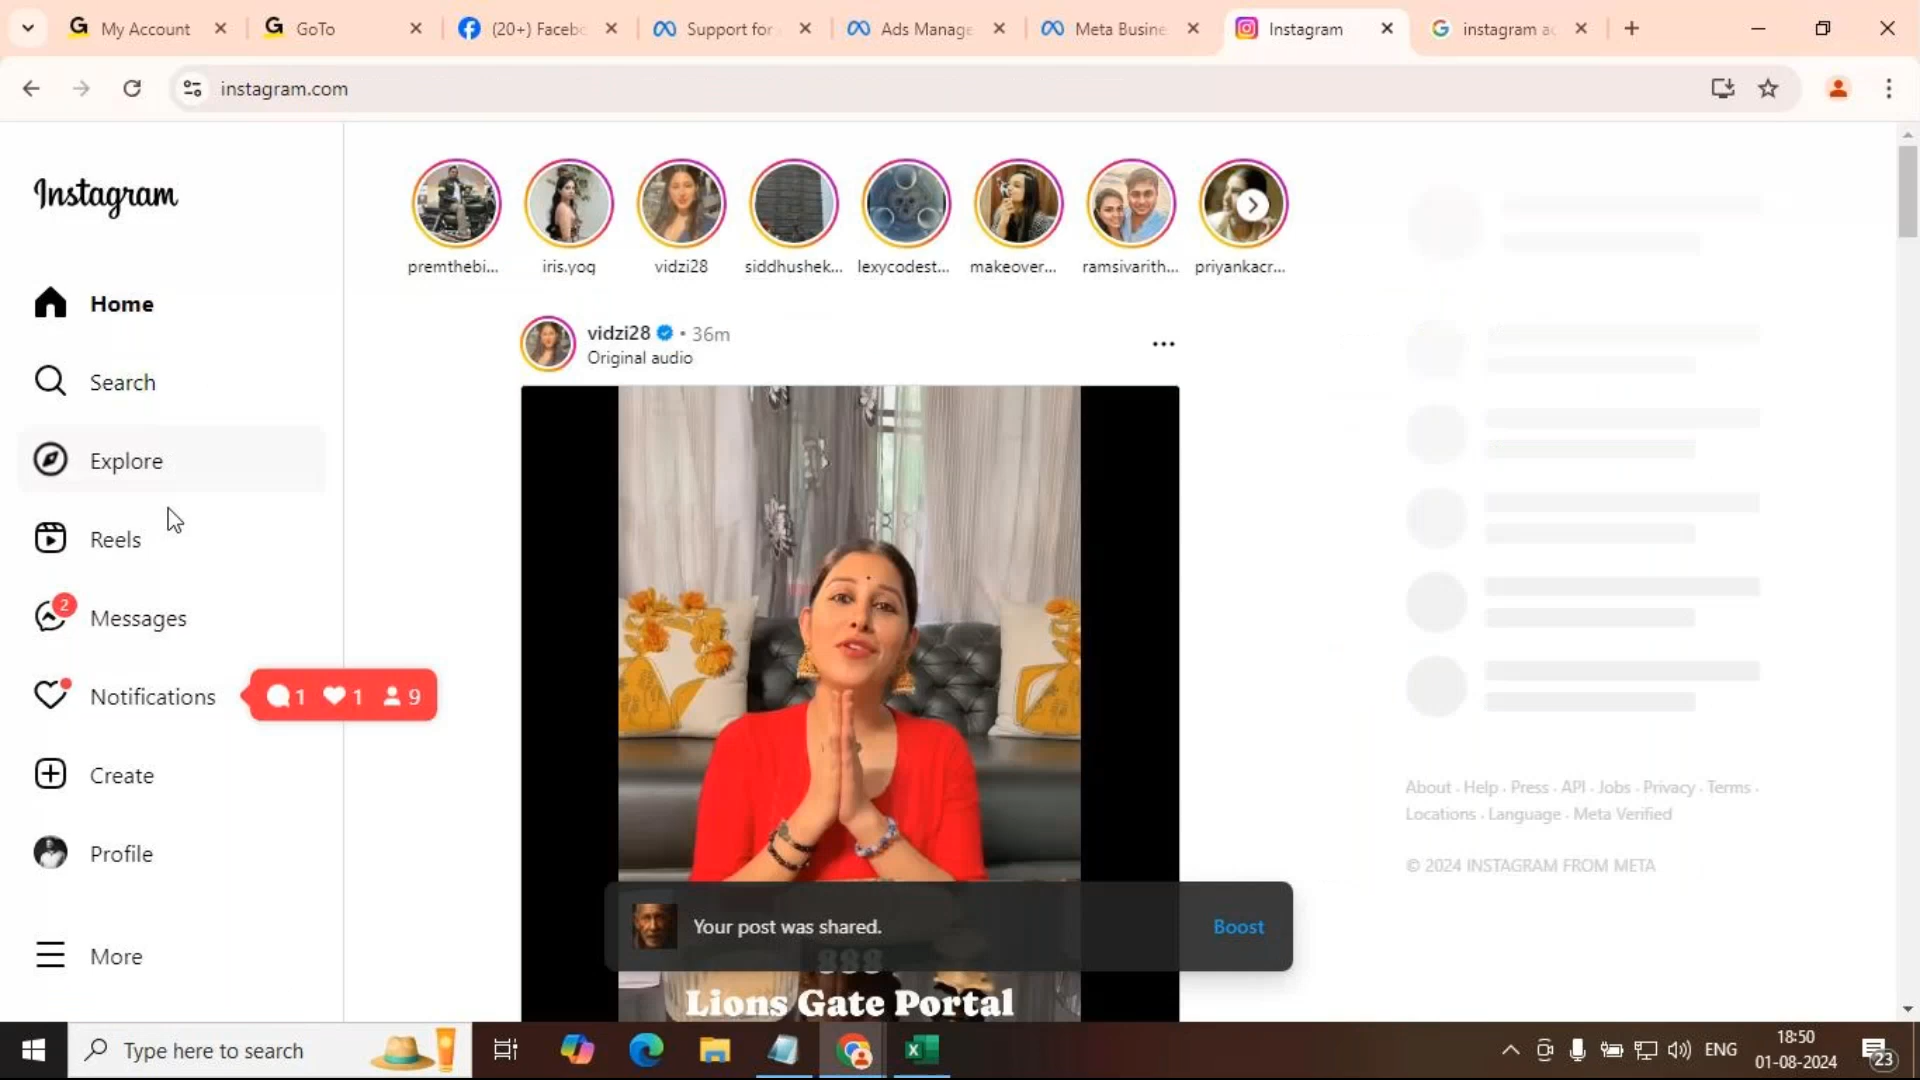 My Account
GoTo
(20+) Faceb
Support for
Ads Manage
Meta Busine
Instagram
instagram a
instagram.com
Instagram
premthebi...
iris.yoq
vidzi28
siddhushek...
lexycodest...
makeover...
ramsivarith...
priyankacr...
Home
vidzi28 • 36m
Original audio
Search
Explore
Reels
2
Messages
Notifications
1 1 9
Create
About · Help · Press · API · Jobs · Privacy · Terms ·
Locations · Language · Meta Verified
© 2024 INSTAGRAM FROM META
Profile
Your post was shared.
Boost
888
More
Lions Gate Portal
Type here to search
ENG
18:50
01-08-2024
23